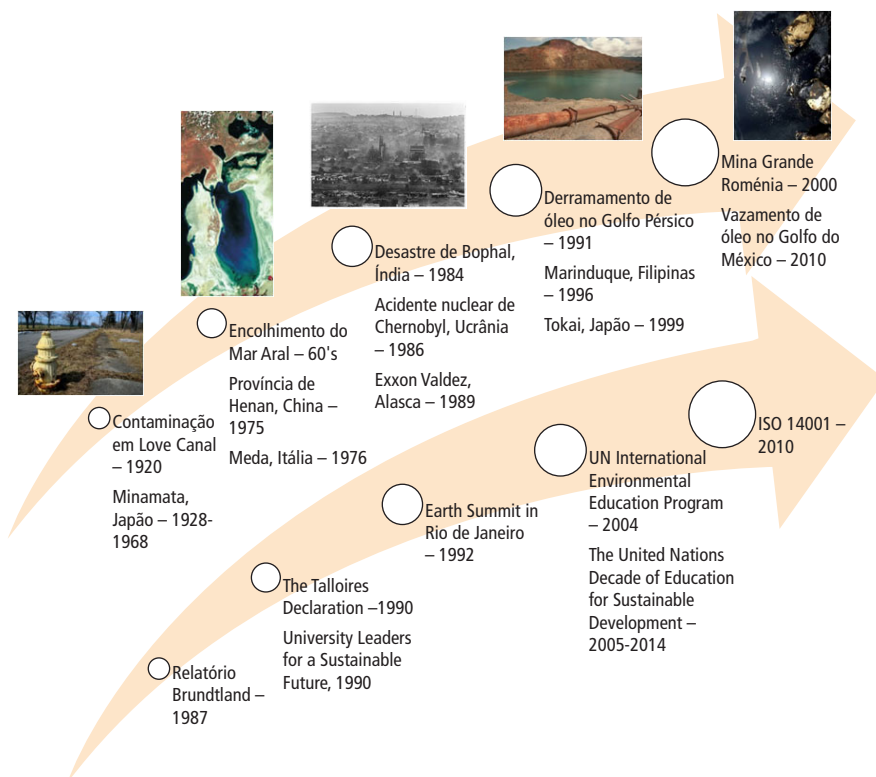 Contaminação
em Love Canal
– 1920
Minamata,
Japão – 1928-
1968
Encolhimento do
Mar Aral – 60's
Província de
Henan, China –
1975
Meda, Itália – 1976
Desastre de Bophal,
Índia – 1984
Acidente nuclear de
Chernobyl, Ucrânia
– 1986
Exxon Valdez,
Alasca – 1989
Derramamento de
óleo no Golfo Pérsico
– 1991
Marinduque, Filipinas
– 1996
Tokai, Japão – 1999
Mina Grande
Roménia – 2000
Vazamento de
óleo no Golfo do
México – 2010
Relatório
Brundtland –
1987
The Talloires
Declaration –1990
University Leaders
for a Sustainable
Future, 1990
Earth Summit in
Rio de Janeiro
– 1992
UN International
Environmental
Education Program
– 2004
The United Nations
Decade of Education
for Sustainable
Development –
2005-2014
ISO 14001 –
2010